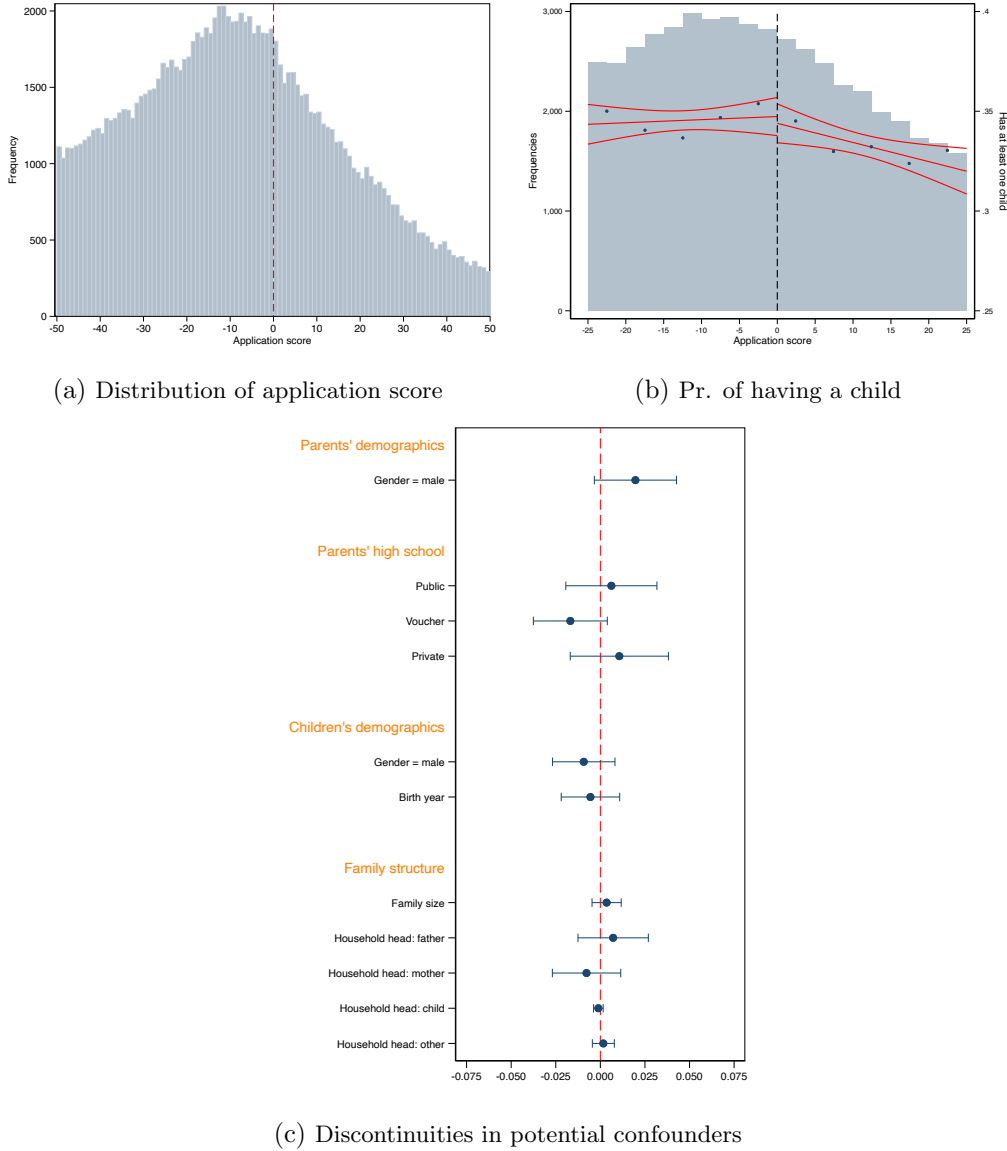 2000
1500
1000
500
0
Frequency
-50
-40
-30
-20
-10
0
10
20
30
40
50
Application score
(a) Distribution of application score
3,000
2,000
1,000
0
Frequencies
.4
.35
.3
.25
Has at least one child
-25
-20
-15
-10
-5
0
5
10
15
20
25
Application score
(b) Pr. of having a child
Parents' demographics
Gender = male
Parents' high school
Public
Voucher
Private
Children's demographics
Gender = male
Birth year
Family structure
Family size
Household head: father
Household head: mother
Household head: child
Household head: other
-0.075
-0.050
-0.025
0.000
0.025
0.050
0.075
(c) Discontinuities in potential confounders